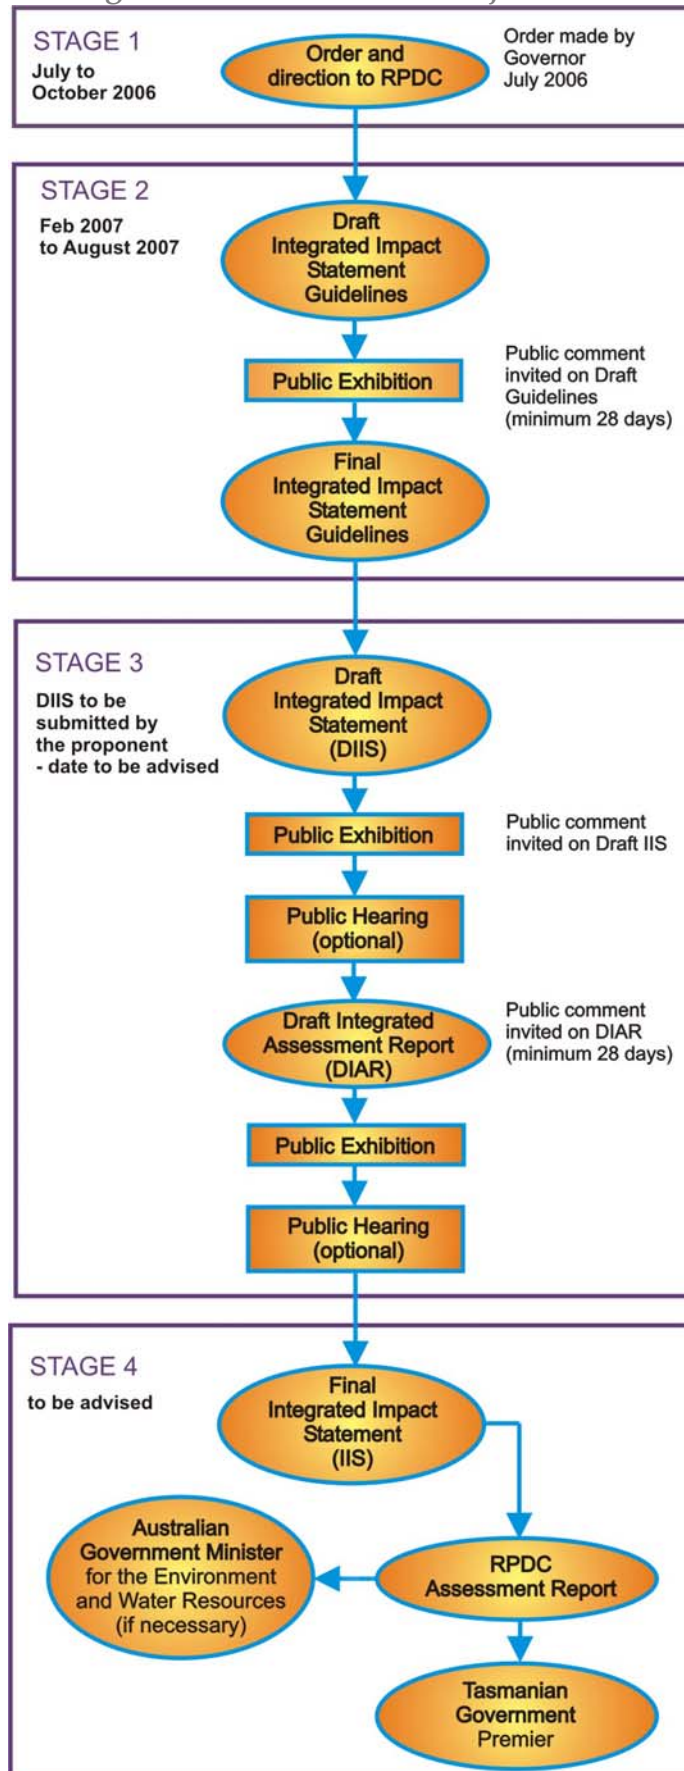 STAGE 1
July to
October 2006
Order and
direction to RPDC
Order made by
Governor
July 2006
STAGE 2
Feb 2007
to August 2007
Draft
Integrated Impact
Statement
Guidelines
Public Exhibition
Public comment
invited on Draft
Guidelines
(minimum 28 days)
Final
Integrated Impact
Statement
Guidelines
STAGE 3
DIIS to be
submitted by
the proponent
- date to be advised
Draft
Integrated Impact
Statement
(DIIS)
Public Exhibition
Public comment
invited on Draft IIS
Public Hearing
(optional)
Draft Integrated
Assessment Report
(DIAR)
Public comment
invited on DIAR
(minimum 28 days)
Public Exhibition
Public Hearing
(optional)
STAGE 4
to be advised
Final
Integrated Impact
Statement
(IIS)
Australian
Government Minister
for the Environment
and Water Resources
(if necessary)
RPDC
Assessment Report
Tasmanian
Government
Premier